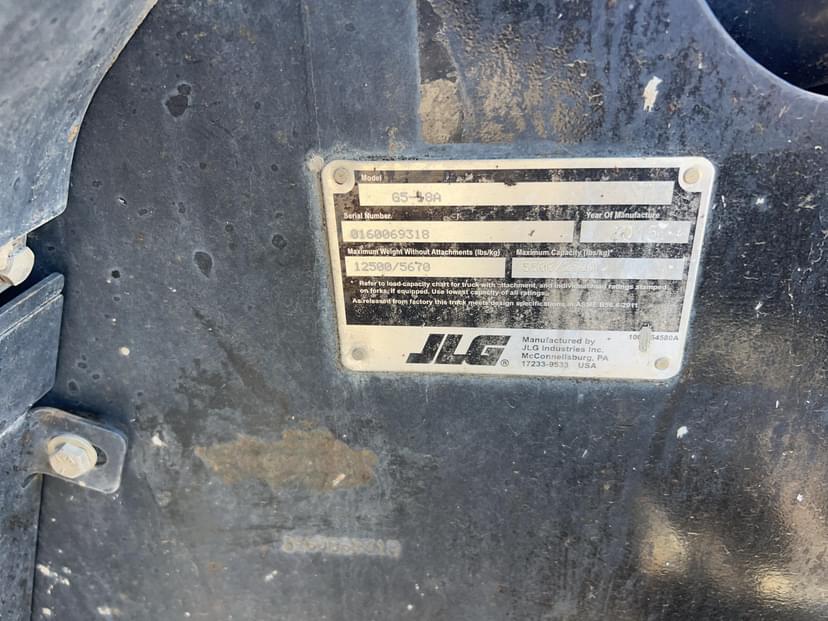 Model
G5-18A
Serial Number
Year Of Manufacture
0160069318
Maximum Weight Without Attachments (lbs/kg)
Maximum Capacity (lbs/kg)*
12500/5670
* Refer to load-capacity chart for truck with attachment, and individual load ratings stamped
on forks, if equipped. Use lowest capacity of all ratings.
As released from factory this truck meets design specifications in ASME B56.6-2011
JLG®
Manufactured by
JLG Industries Inc.
McConnellsburg, PA
17233-9533 USA